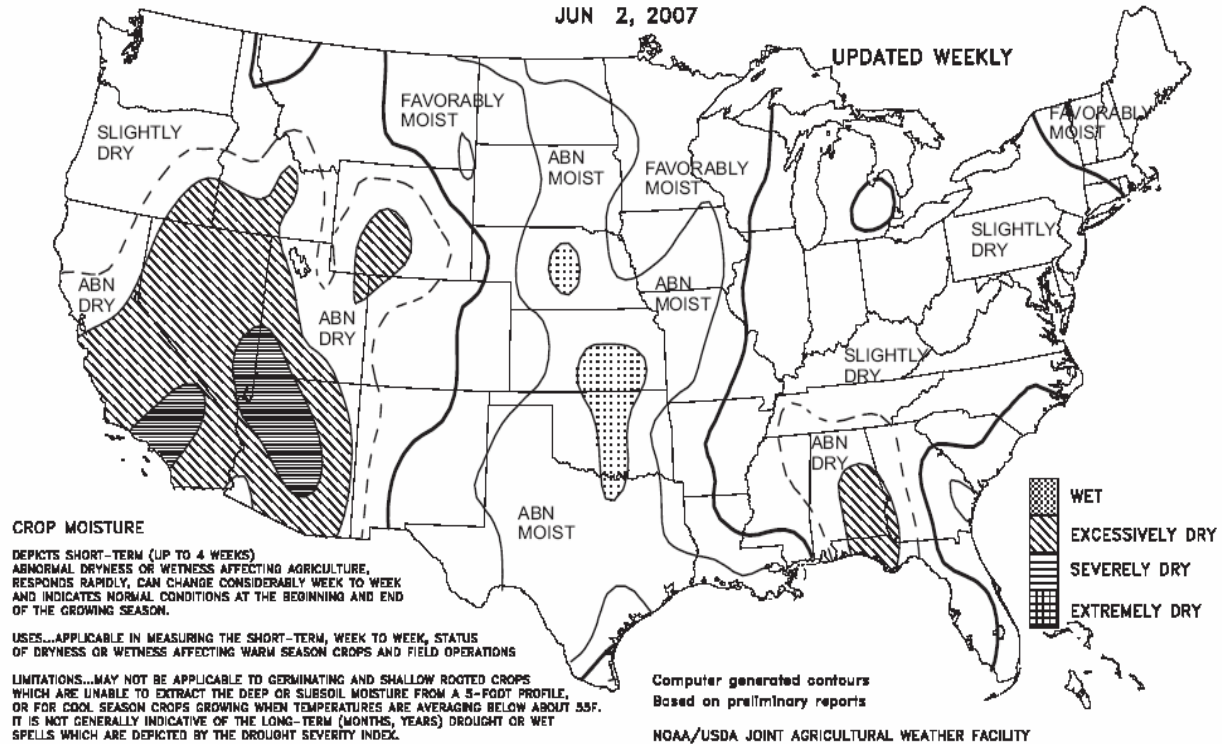 JUN 2, 2007
UPDATED WEEKLY
FAVORABLY
MOIST
FAVORABLY
MOIST
SLIGHTLY
DRY
ABN
MOIST
FAVORABLY
MOIST
SLIGHTLY
DRY
ABN
DRY
ABN
MOIST
ABN
DRY
SLIGHTLY
DRY
ABN
DRY
ABN
MOIST
WET
EXCESSIVELY DRY
SEVERELY DRY
EXTREMELY DRY
CROP MOISTURE
DEPICTS SHORT-TERM (UP TO 4 WEEKS)
ABNORMAL DRYNESS OR WETNESS AFFECTING AGRICULTURE,
RESPONDS RAPIDLY, CAN CHANGE CONSIDERABLY WEEK TO WEEK
AND INDICATES NORMAL CONDITIONS AT THE BEGINNING AND END
OF THE GROWING SEASON.
USES...APPLICABLE IN MEASURING THE SHORT-TERM, WEEK TO WEEK, STATUS
OF DRYNESS OR WETNESS AFFECTING WARM SEASON CROPS AND FIELD OPERATIONS
LIMITATIONS...MAY NOT BE APPLICABLE TO GERMINATING AND SHALLOW ROOTED CROPS
WHICH ARE UNABLE TO EXTRACT THE DEEP OR SUBSOIL MOISTURE FROM A 5-FOOT PROFILE,
OR FOR COOL SEASON CROPS GROWING WHEN TEMPERATURES ARE AVERAGING BELOW ABOUT 55F.
IT IS NOT GENERALLY INDICATIVE OF THE LONG-TERM (MONTHS, YEARS) DROUGHT OR WET
SPELLS WHICH ARE DEPICTED BY THE DROUGHT SEVERITY INDEX.
Computer generated contours
Based on preliminary reports
NOAA/USDA JOINT AGRICULTURAL WEATHER FACILITY